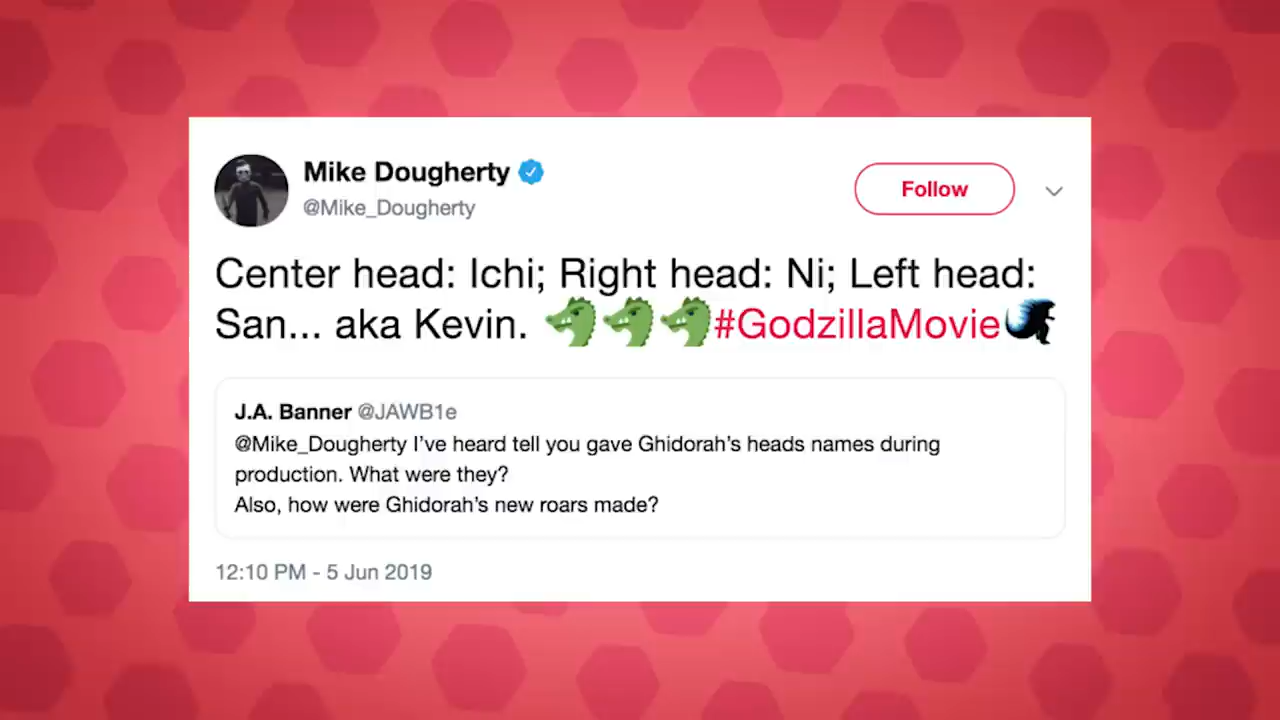 Mike Dougherty
@Mike_Dougherty
Follow
Center head: Ichi; Right head: Ni; Left head:
San... aka Kevin. 🐲🐲🐲#GodzillaMovie
J.A. Banner @JAWB1e
@Mike_Dougherty I’ve heard tell you gave Ghidorah’s heads names during
production. What were they?
Also, how were Ghidorah’s new roars made?
12:10 PM - 5 Jun 2019